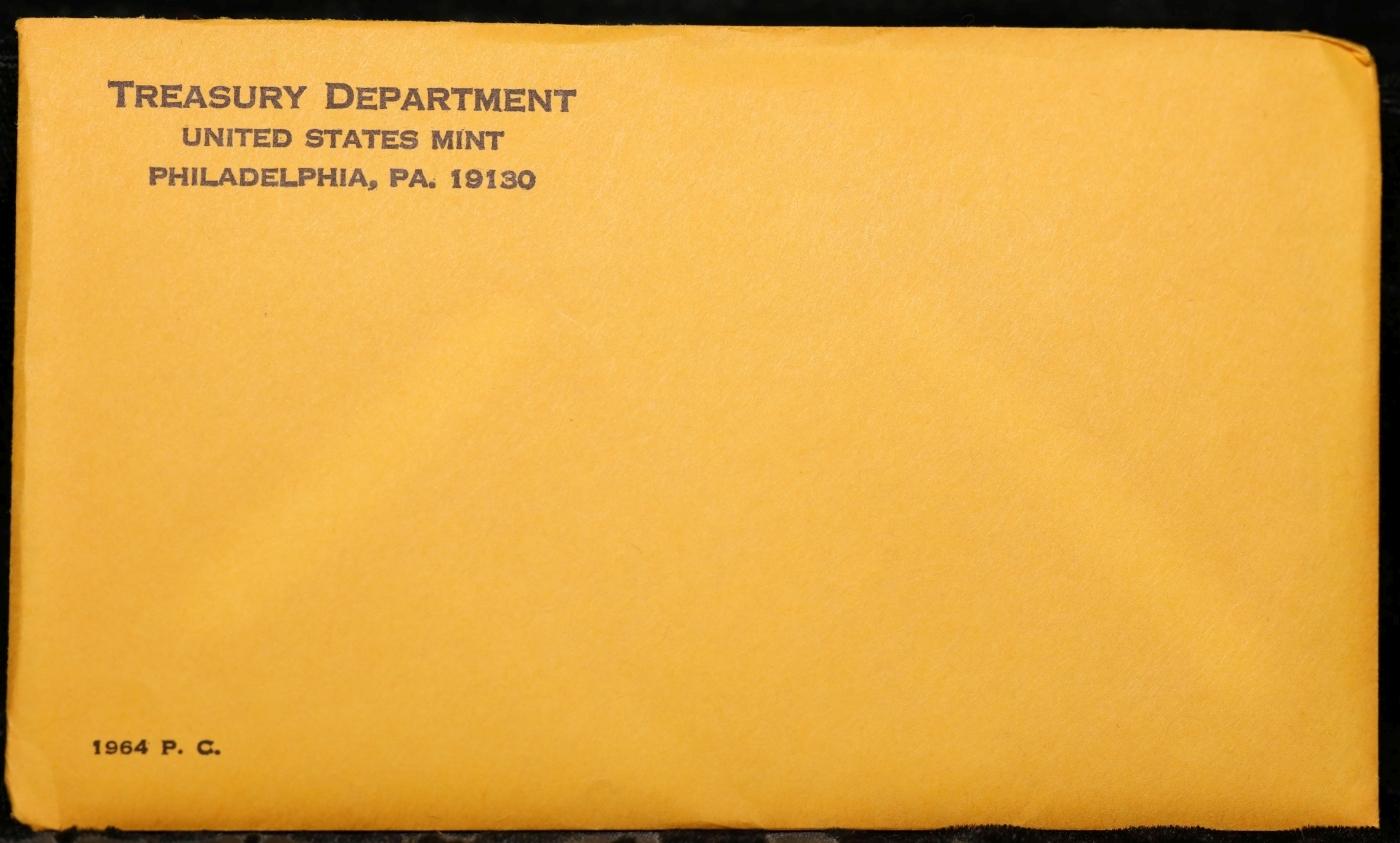 TREASURY DEPARTMENT
UNITED STATES MINT
PHILADELPHIA, PA. 19130
1964 P. C.